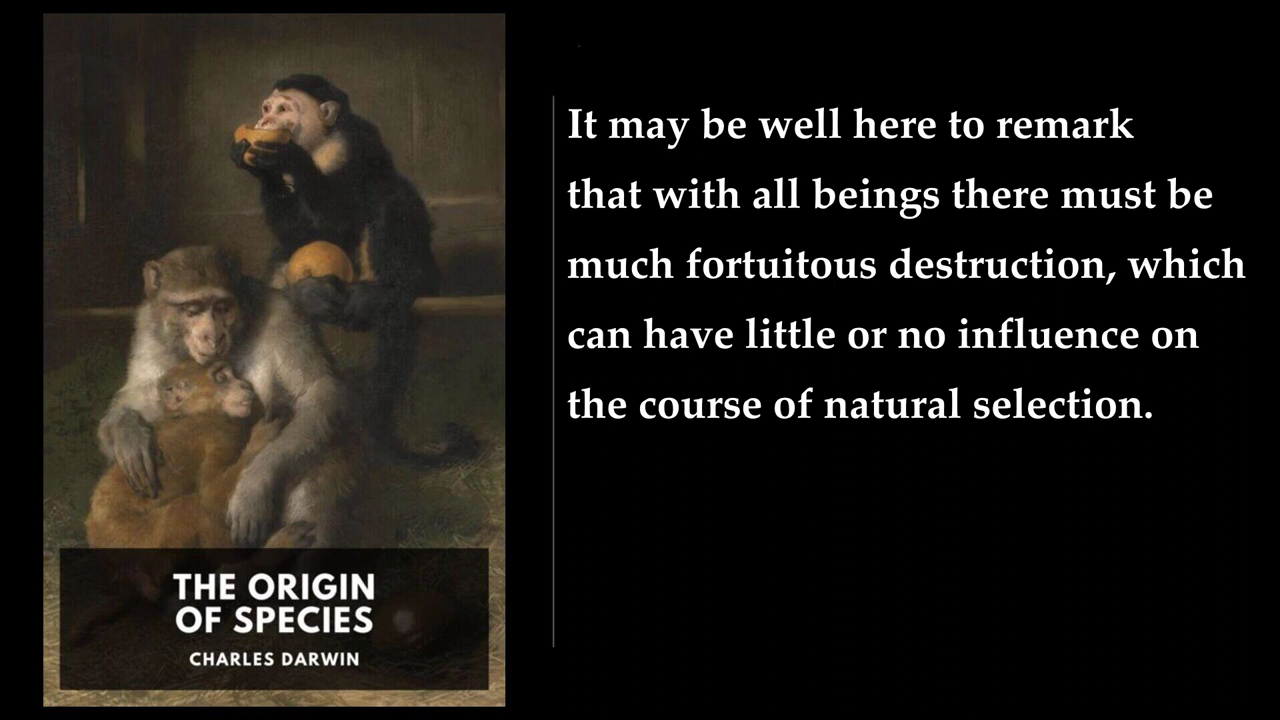 THE ORIGIN
OF SPECIES
CHARLES DARWIN
It may be well here to remark
that with all beings there must be
much fortuitous destruction, which
can have little or no influence on
the course of natural selection.